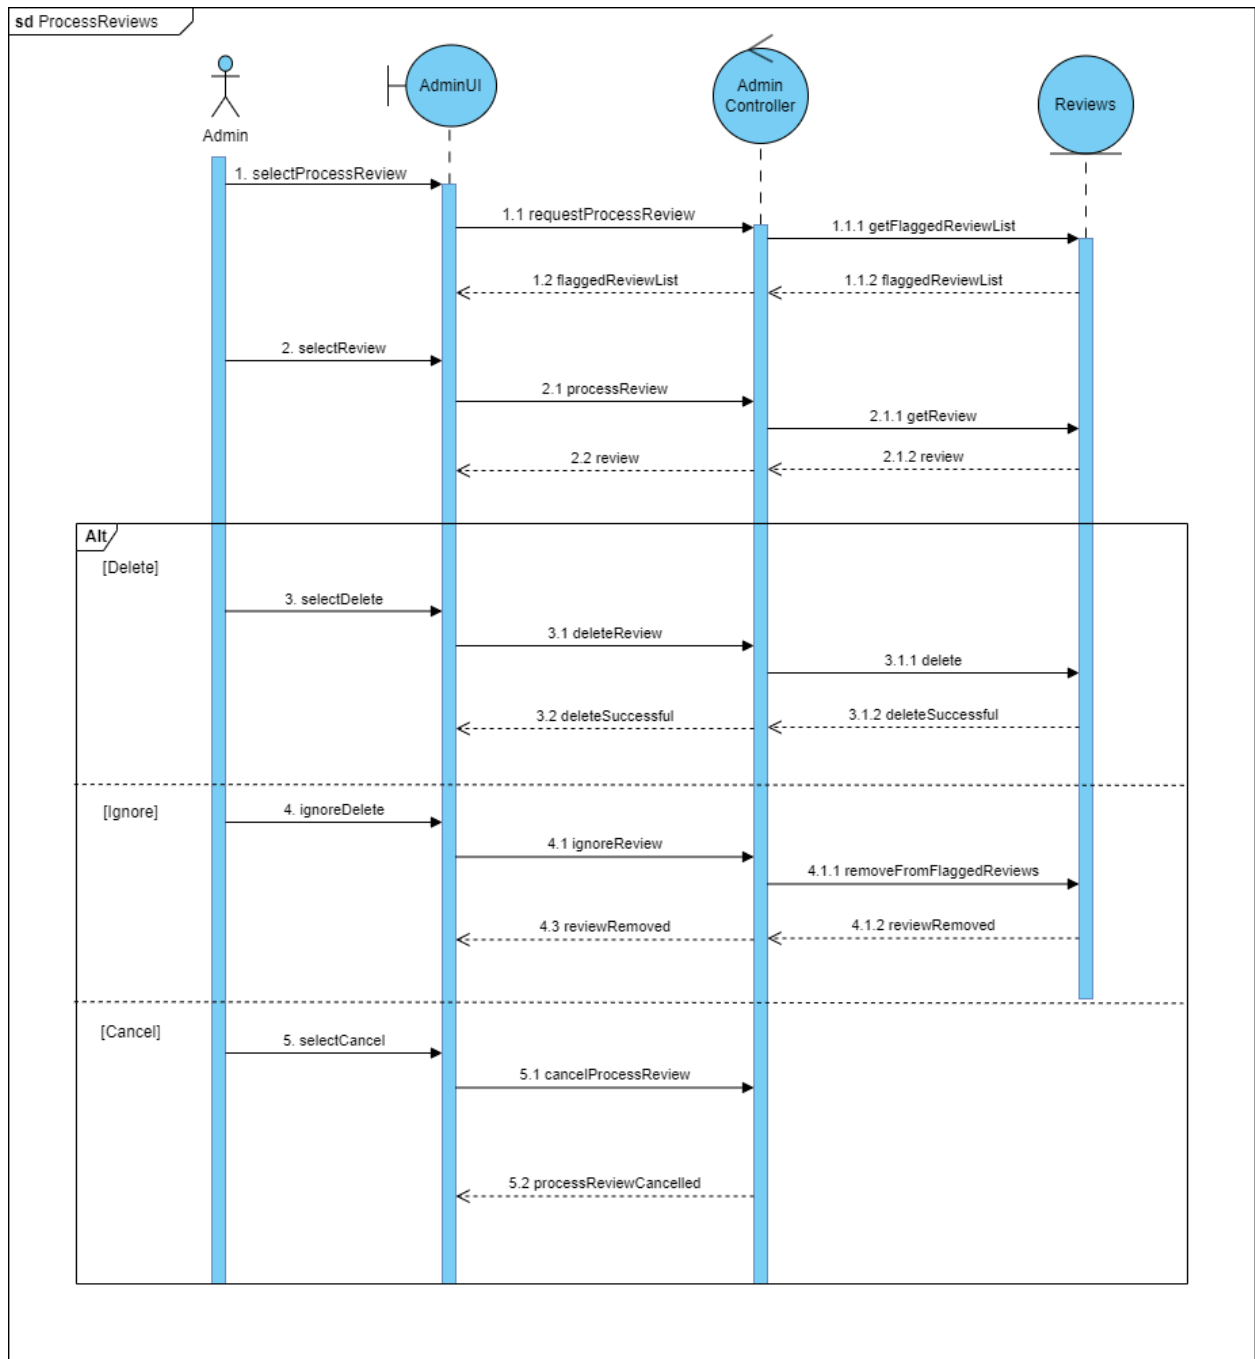 sd ProcessReviews
Admin
AdminUI
Admin
Controller
Reviews
1. selectProcessReview
1.1 requestProcessReview
1.1.1 getFlaggedReviewList
1.2 flaggedReviewList
1.1.2 flaggedReviewList
2. selectReview
2.1 processReview
2.1.1 getReview
2.2 review
2.1.2 review
Alt
[Delete]
3. selectDelete
3.1 deleteReview
3.1.1 delete
3.2 deleteSuccessful
3.1.2 deleteSuccessful
[Ignore]
4. ignoreDelete
4.1 ignoreReview
4.1.1 removeFromFlaggedReviews
4.3 reviewRemoved
4.1.2 reviewRemoved
[Cancel]
5. selectCancel
5.1 cancelProcessReview
5.2 processReviewCancelled